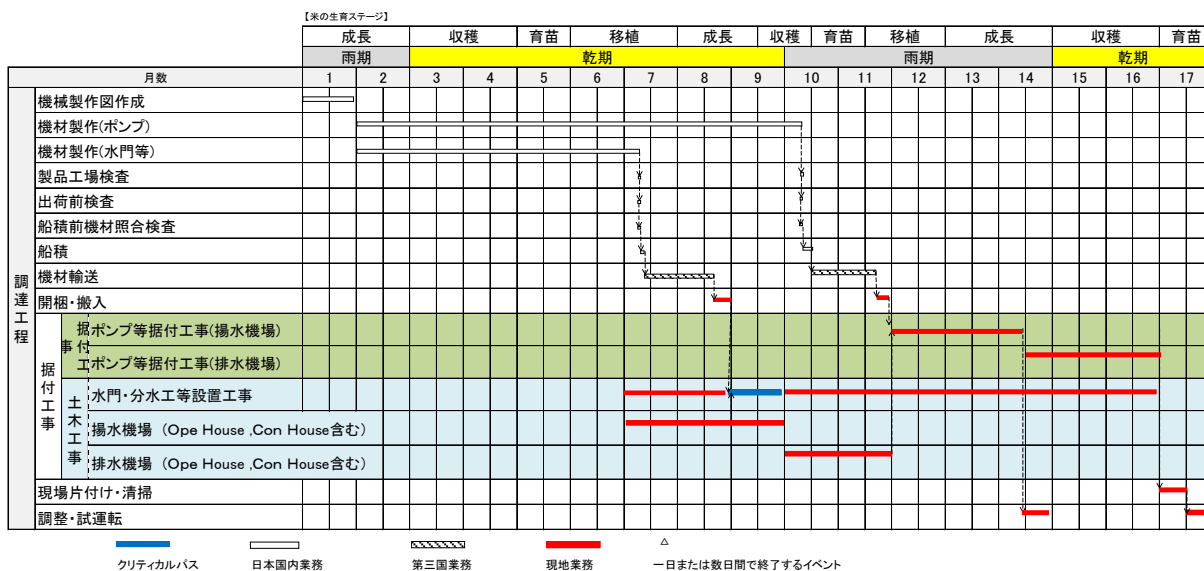 【米の生育ステージ】
成長 収穫 育苗 移植 成長 収穫 育苗 移植 成長 収穫 育苗
雨期 乾期 雨期 乾期
月数 1 2 3 4 5 6 7 8 9 10 11 12 13 14 15 16 17
調達工程
機械製作図作成
機材製作(ポンプ)
機材製作(水門等)
製品工場検査
出荷前検査
船積前機材照合検査
船積
機材輸送
開梱・搬入
据付工事
据付工事
ポンプ等据付工事(揚水機場)
ポンプ等据付工事(排水機場)
土木工事
水門・分水工等設置工事
揚水機場 (Ope House ,Con House含む)
排水機場 (Ope House ,Con House含む)
現場片付け・清掃
調整・試運転
クリティカルパス 日本国内業務 第三国業務 現地業務 一日または数日間で終了するイベント